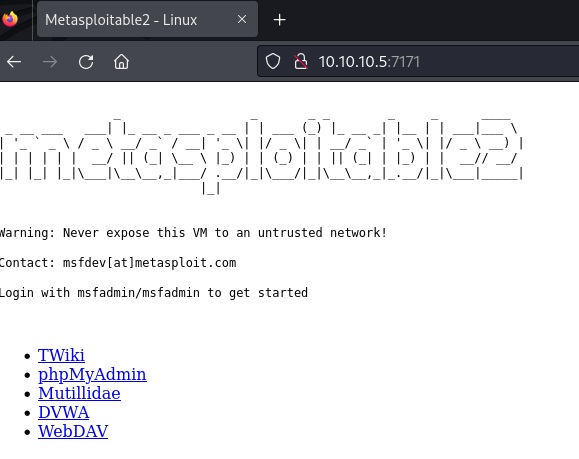 Metasploitable2 - Linux
10.10.10.5:7171
metasploitable2
Warning: Never expose this VM to an untrusted network!
Contact: msfdev[at]metasploit.com
Login with msfadmin/msfadmin to get started
TWiki
phpMyAdmin
Mutillidae
DVWA
WebDAV